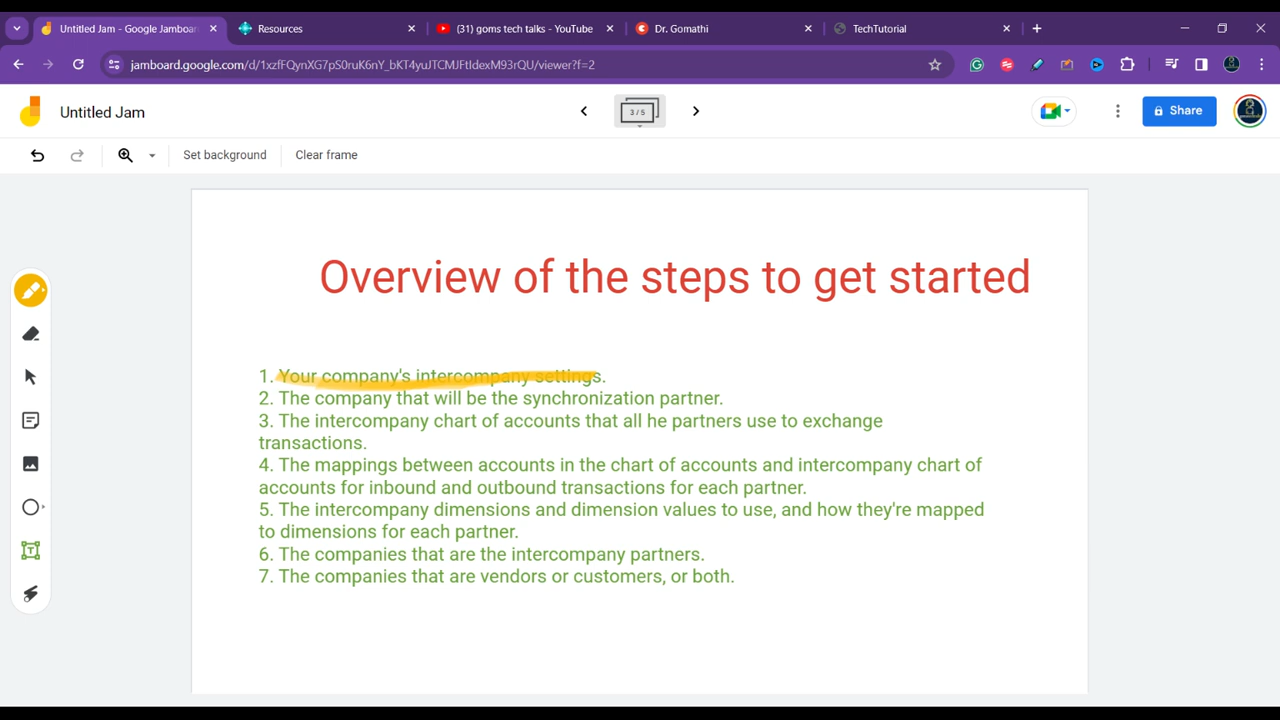 Untitled Jam - Google Jamboar
Resources
(31) goms tech talks - YouTube
Dr. Gomathi
TechTutorial
jamboard.google.com/d/1xzfFQynXG7pS0ruK6nY_bKT4yuJTCMJFtIdexM93rQU/viewer?f=2
Untitled Jam
3 / 5
Share
Set background
Clear frame
Overview of the steps to get started
1. Your company's intercompany settings.
2. The company that will be the synchronization partner.
3. The intercompany chart of accounts that all he partners use to exchange
transactions.
4. The mappings between accounts in the chart of accounts and intercompany chart of
accounts for inbound and outbound transactions for each partner.
5. The intercompany dimensions and dimension values to use, and how they're mapped
to dimensions for each partner.
6. The companies that are the intercompany partners.
7. The companies that are vendors or customers, or both.